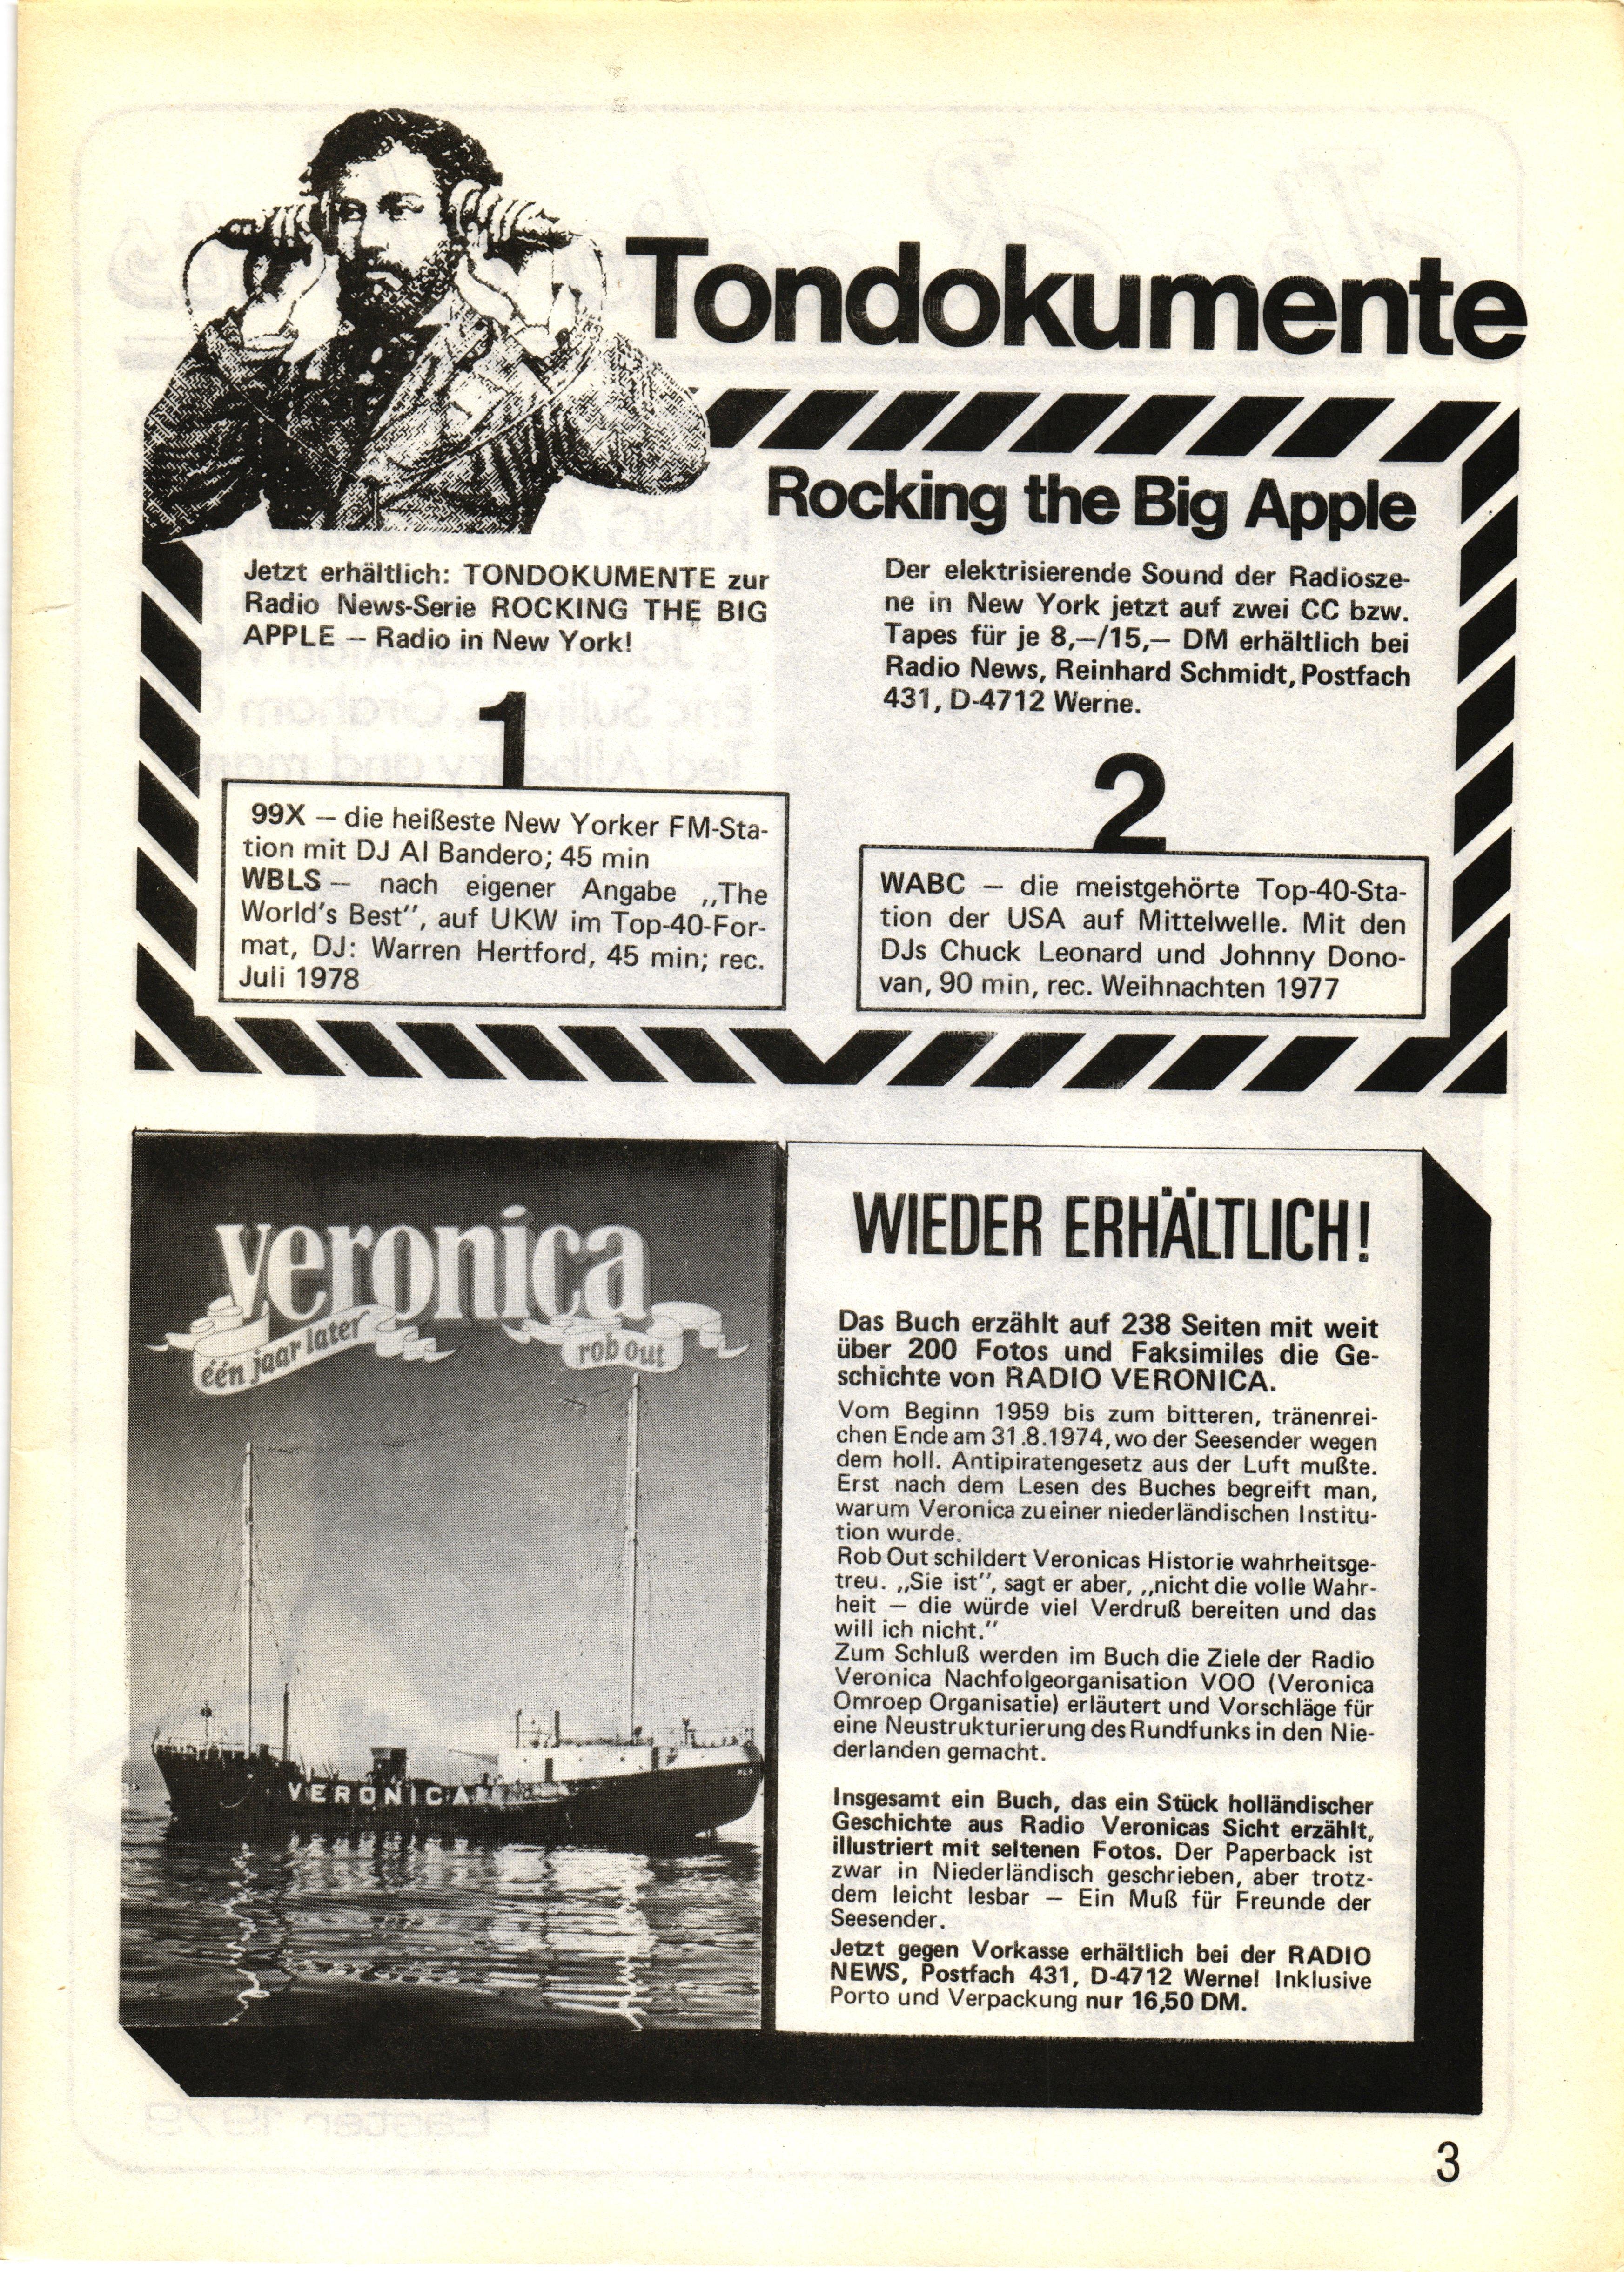 Tondokumente
Rocking the Big Apple
Jetzt erhältlich: TONDOKUMENTE zur
Radio News-Serie ROCKING THE BIG
APPLE — Radio in New York!
1
99X — die heißeste New Yorker FM-Sta-
tion mit DJ Al Bandero; 45 min
WBLS — nach eigener Angabe „The
World's Best”, auf UKW im Top-40-For-
mat, DJ: Warren Hertford, 45 min; rec.
Juli 1978
Der elektrisierende Sound der Radiosze-
ne in New York jetzt auf zwei CC bzw.
Tapes für je 8,—/15,— DM erhältlich bei
Radio News, Reinhard Schmidt, Postfach
431, D-4712 Werne.
2
WABC — die meistgehörte Top-40-Sta-
tion der USA auf Mittelwelle. Mit den
DJs Chuck Leonard und Johnny Dono-
van, 90 min, rec. Weihnachten 1977
veronica
één jaar later
rob out
VERONICA
WIEDER ERHÄLTLICH!
Das Buch erzählt auf 238 Seiten mit weit
über 200 Fotos und Faksimiles die Ge-
schichte von RADIO VERONICA.
Vom Beginn 1959 bis zum bitteren, tränenrei-
chen Ende am 31.8.1974, wo der Seesender wegen
dem holl. Antipiratengesetz aus der Luft mußte.
Erst nach dem Lesen des Buches begreift man,
warum Veronica zu einer niederländischen Institu-
tion wurde.
Rob Out schildert Veronicas Historie wahrheitsge-
treu. „Sie ist”, sagt er aber, „nicht die volle Wahr-
heit — die würde viel Verdruß bereiten und das
will ich nicht.”
Zum Schluß werden im Buch die Ziele der Radio
Veronica Nachfolgeorganisation VOO (Veronica
Omroep Organisatie) erläutert und Vorschläge für
eine Neustrukturierung des Rundfunks in den Nie-
derlanden gemacht.
Insgesamt ein Buch, das ein Stück holländischer
Geschichte aus Radio Veronicas Sicht erzählt,
illustriert mit seltenen Fotos. Der Paperback ist
zwar in Niederländisch geschrieben, aber trotz-
dem leicht lesbar — Ein Muß für Freunde der
Seesender.
Jetzt gegen Vorkasse erhältlich bei der RADIO
NEWS, Postfach 431, D-4712 Werne! Inklusive
Porto und Verpackung nur 16,50 DM.
3